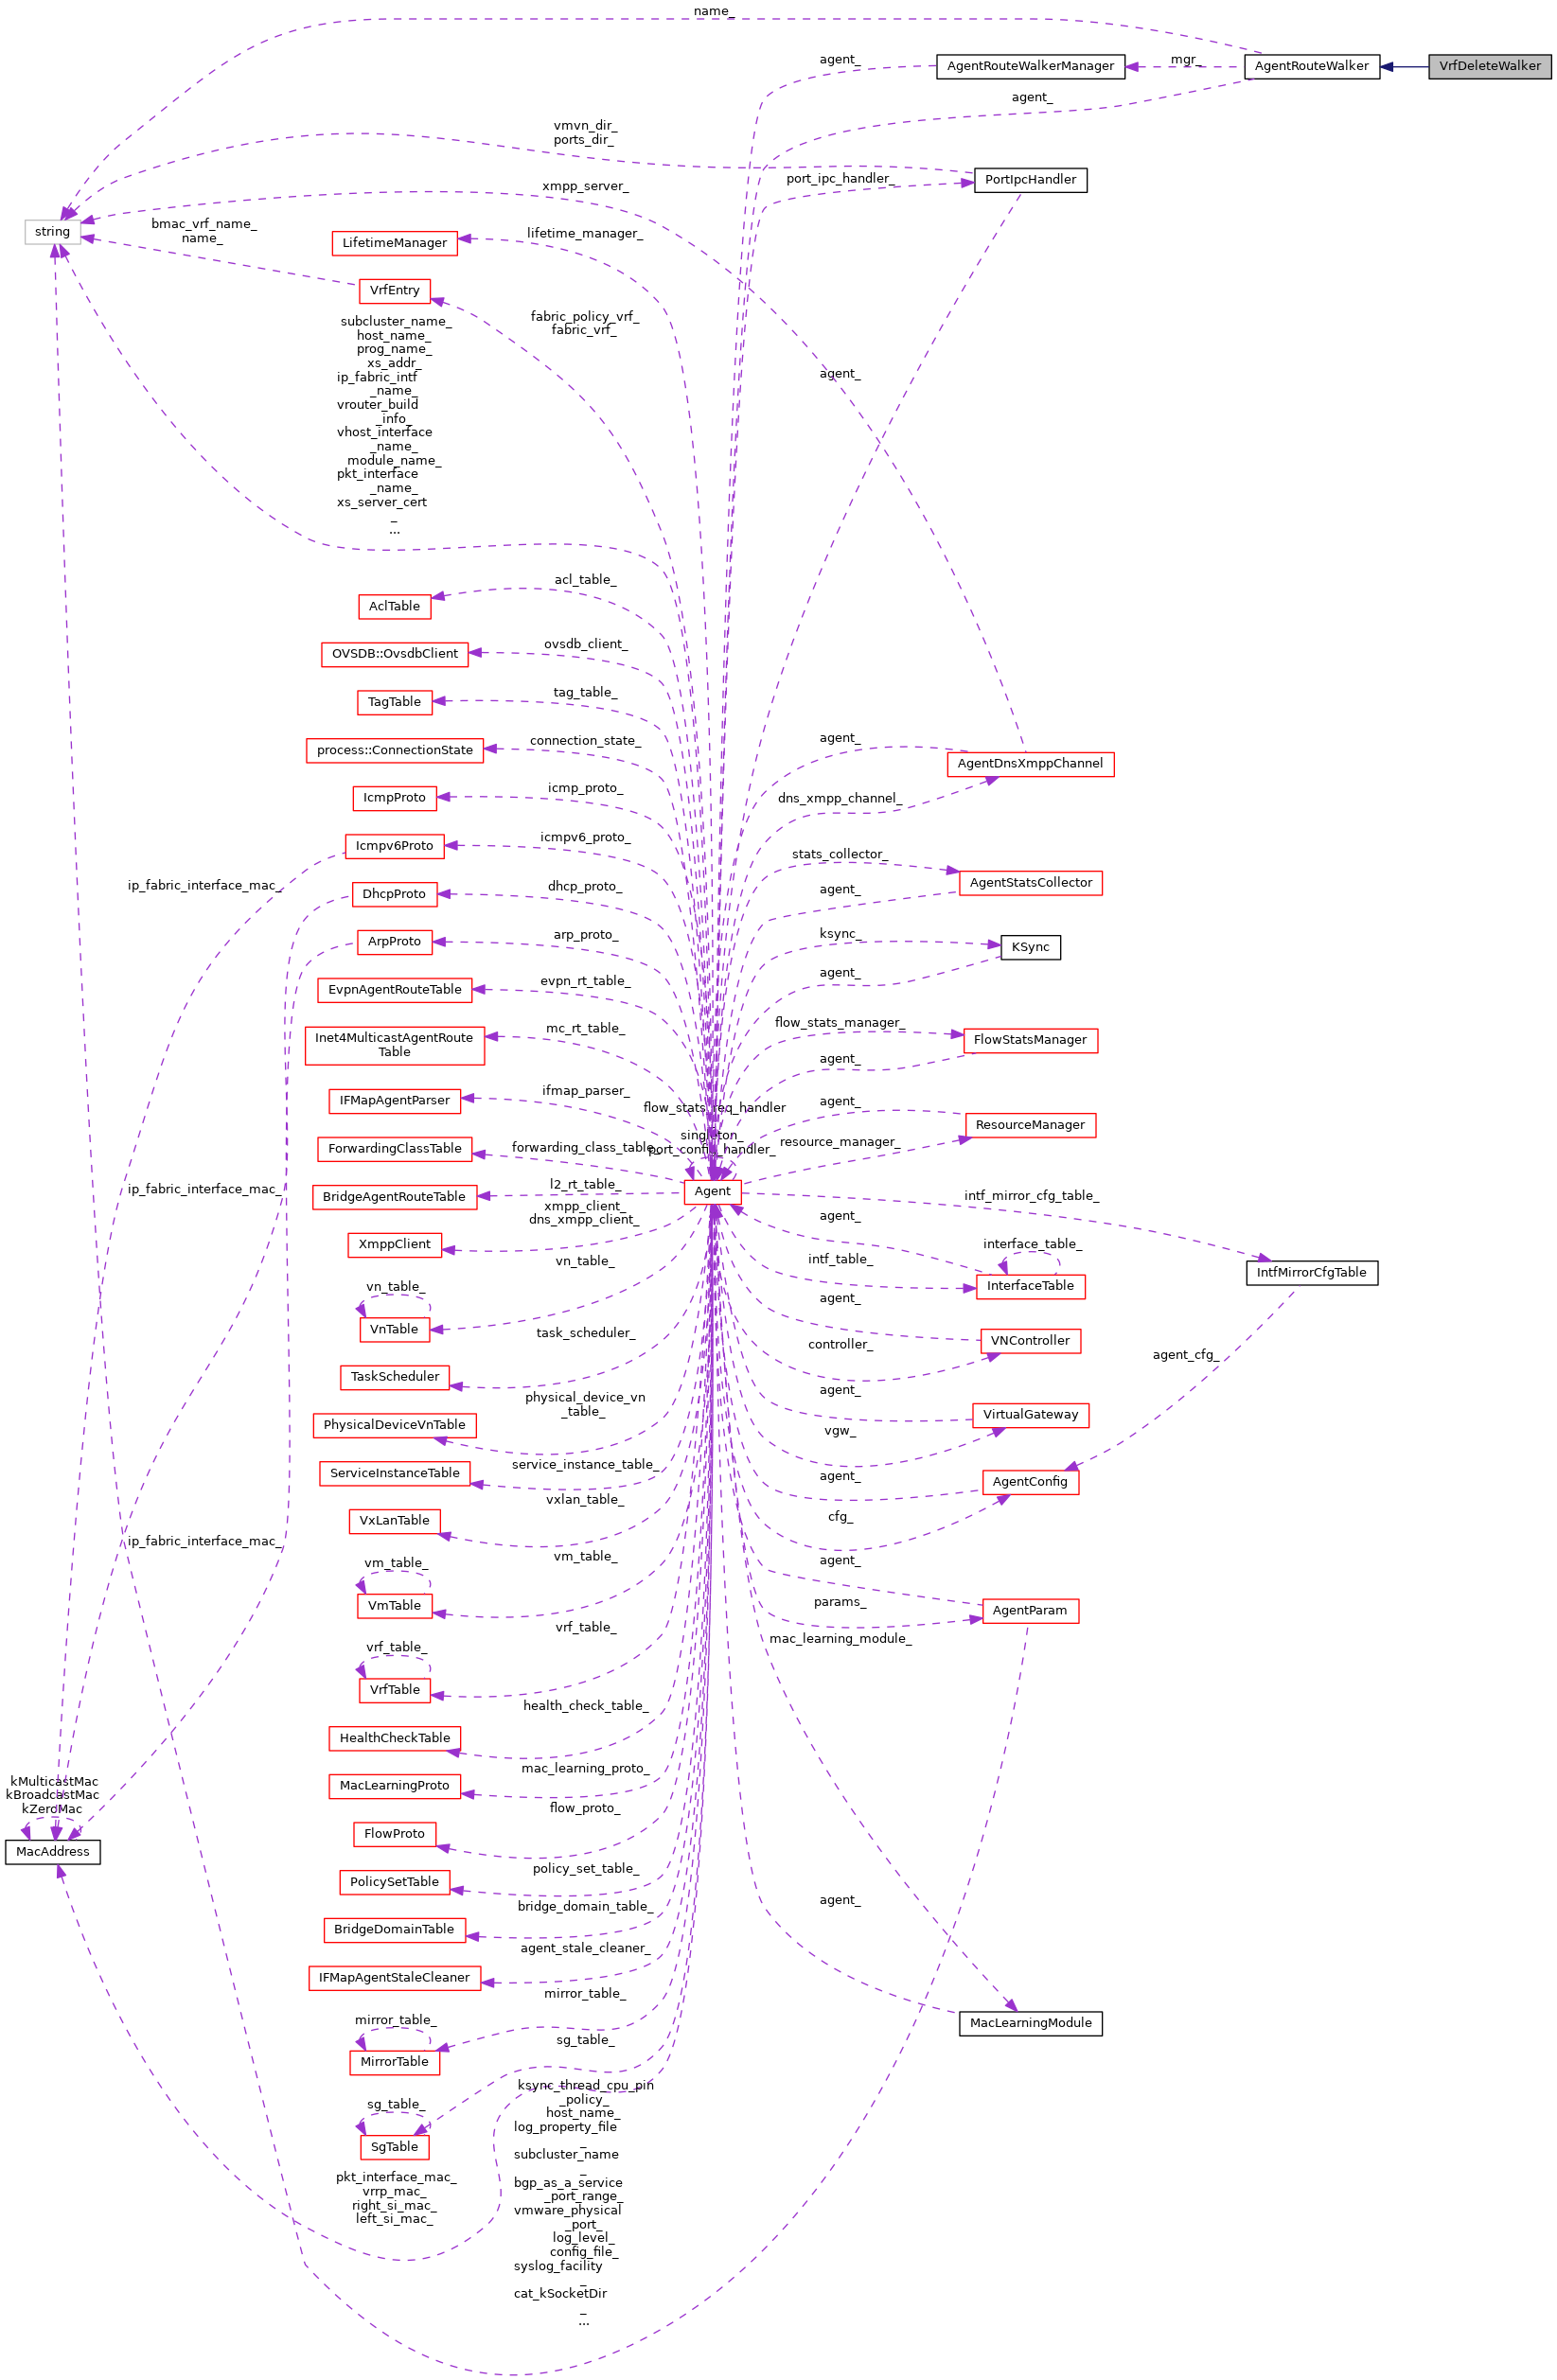 name_
AgentRouteWalkerManager
mgr_
AgentRouteWalker
VrfDeleteWalker
agent_
agent_
vmvn_dir_
ports_dir_
port_ipc_handler_
PortIpcHandler
xmpp_server_
string
bmac_vrf_name_
name_
LifetimeManager
lifetime_manager_
VrfEntry
fabric_policy_vrf_
fabric_vrf_
subcluster_name_
host_name_
prog_name_
xs_addr_
ip_fabric_intf
_name_
vrouter_build
_info_
vhost_interface
_name_
module_name_
pkt_interface
_name_
xs_server_cert
_
...
agent_
acl_table_
AclTable
ovsdb_client_
OVSDB::OvsdbClient
tag_table_
TagTable
connection_state_
process::ConnectionState
agent_
AgentDnsXmppChannel
icmp_proto_
IcmpProto
dns_xmpp_channel_
icmpv6_proto_
Icmpv6Proto
stats_collector_
AgentStatsCollector
ip_fabric_interface_mac_
dhcp_proto_
DhcpProto
agent_
arp_proto_
ArpProto
ksync_
KSync
agent_
evpn_rt_table_
EvpnAgentRouteTable
mc_rt_table_
Inet4MulticastAgentRoute
Table
flow_stats_manager_
FlowStatsManager
agent_
ifmap_parser_
IFMapAgentParser
flow_stats_req_handler
_
singleton_
port_config_handler_
agent_
ResourceManager
resource_manager_
forwarding_class_table_
ForwardingClassTable
ip_fabric_interface_mac_
l2_rt_table_
BridgeAgentRouteTable
Agent
intf_mirror_cfg_table_
xmpp_client_
dns_xmpp_client_
XmppClient
agent_
interface_table_
InterfaceTable
IntfMirrorCfgTable
vn_table_
intf_table_
vn_table_
VnTable
agent_
VNController
task_scheduler_
controller_
agent_cfg_
TaskScheduler
physical_device_vn
_table_
PhysicalDeviceVnTable
agent_
VirtualGateway
vgw_
service_instance_table_
ServiceInstanceTable
agent_
AgentConfig
vxlan_table_
VxLanTable
cfg_
ip_fabric_interface_mac_
vm_table_
vm_table_
VmTable
agent_
params_
AgentParam
vrf_table_
vrf_table_
VrfTable
mac_learning_module_
health_check_table_
HealthCheckTable
mac_learning_proto_
MacLearningProto
kMulticastMac
kBroadcastMac
kZeroMac
MacAddress
flow_proto_
FlowProto
policy_set_table_
PolicySetTable
bridge_domain_table_
BridgeDomainTable
agent_
agent_stale_cleaner_
IFMapAgentStaleCleaner
mirror_table_
MacLearningModule
mirror_table_
MirrorTable
sg_table_
sg_table_
SgTable
pkt_interface_mac_
vrrp_mac_
right_si_mac_
left_si_mac_
ksync_thread_cpu_pin
_policy_
host_name_
log_property_file
_
subcluster_name
_
bgp_as_a_service
_port_range_
vmware_physical
_port_
log_level_
config_file_
syslog_facility
_
cat_kSocketDir
_
...